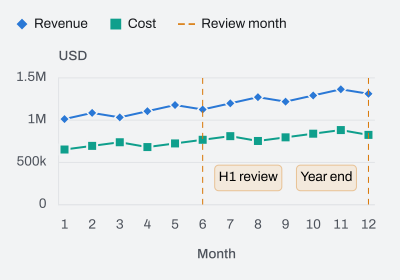 Revenue Cost Review month
USD
1.5M
1M
500k
0
H1 review Year end
1 2 3 4 5 6 7 8 9 10 11 12
Month